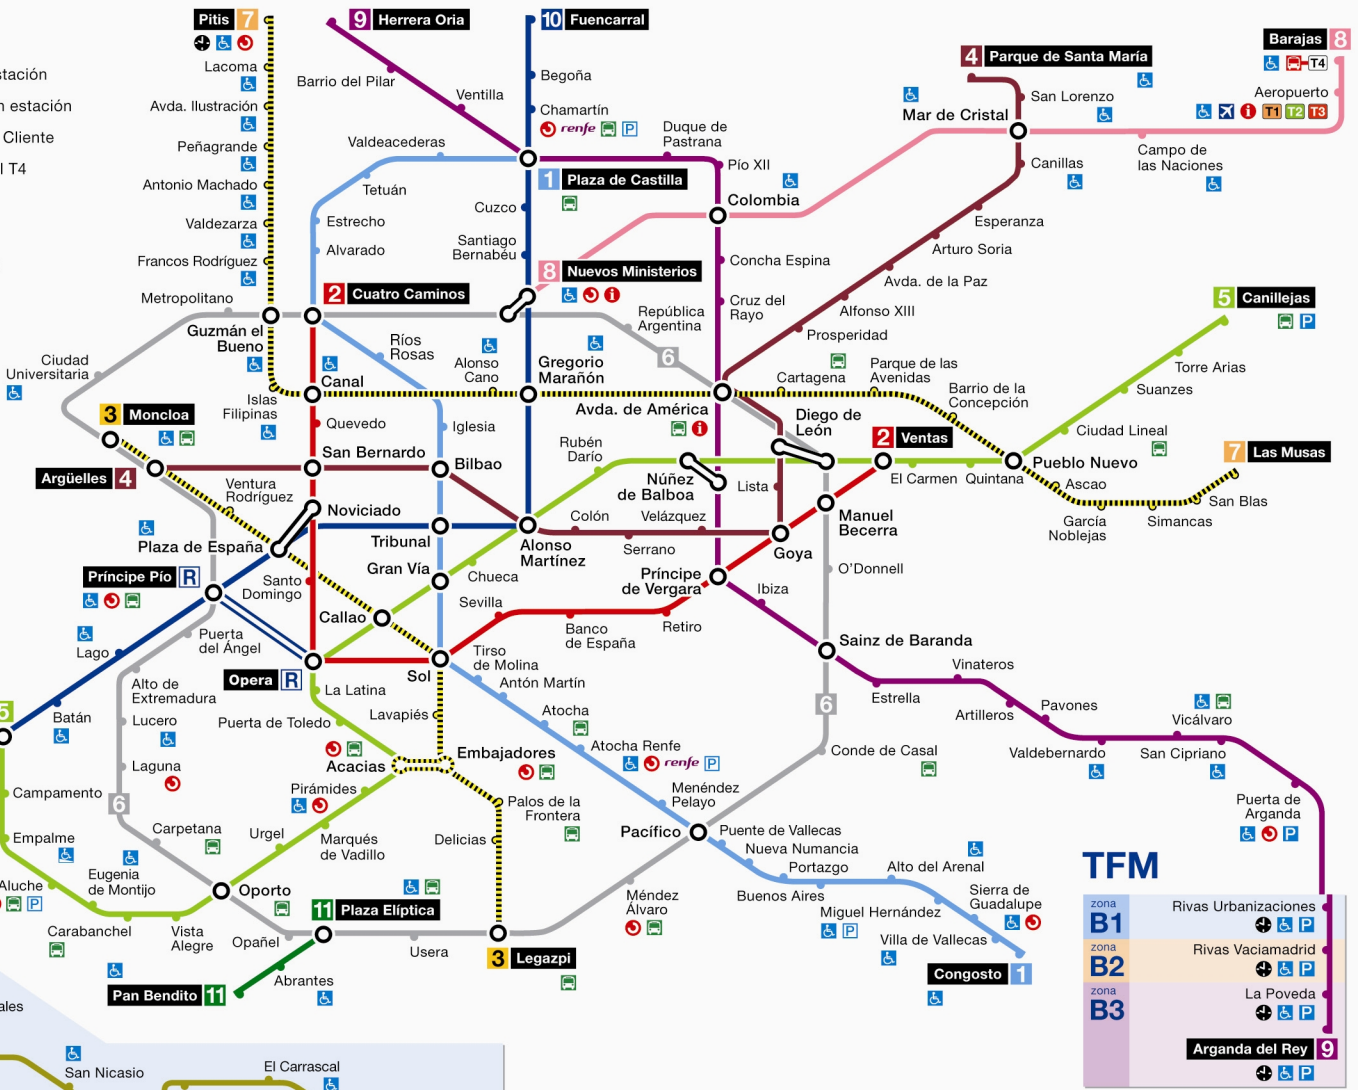 Pitis 7
9 Herrera Oria
10 Fuencarral
Barajas 8
4 Parque de Santa María
T4
stación
n estación
Cliente
l T4
Lacoma
Avda. Ilustración
Peñagrande
Antonio Machado
Valdezarza
Francos Rodríguez
Metropolitano
Guzmán el
Bueno
Ciudad
Universitaria
Barrio del Pilar
Ventilla
Begoña
Chamartín
renfe P
Valdeacederas
Tetuán
Estrecho
Alvarado
1 Plaza de Castilla
Duque de
Pastrana
Pío XII
Colombia
Cuzco
Santiago
Bernabéu
Concha Espina
Cruz del
Rayo
Mar de Cristal
San Lorenzo
Canillas
Campo de
las Naciones
Aeropuerto
T1 T2 T3
Esperanza
Arturo Soria
Avda. de la Paz
Alfonso XIII
Prosperidad
8 Nuevos Ministerios
2 Cuatro Caminos
República
Argentina
6
5 Canillejas
P
Torre Arias
Suanzes
Ciudad Lineal
Ríos
Rosas
Alonso
Cano
Gregorio
Marañón
Canal
Islas
Filipinas
Quevedo
Iglesia
Avda. de América
Cartagena
Parque de las
Avenidas
Barrio de la
Concepción
3 Moncloa
Argüelles 4
San Bernardo
Bilbao
Rubén
Darío
Núñez
de Balboa
Diego de
León
Lista
2 Ventas
El Carmen
Quintana
Pueblo Nuevo
7 Las Musas
Ascao
García
Noblejas
Simancas
San Blas
Ventura
Rodríguez
Noviciado
Plaza de España
Tribunal
Alonso
Martínez
Colón
Serrano
Velázquez
Goya
Manuel
Becerra
O’Donnell
Príncipe Pío R
Santo
Domingo
Gran Vía
Chueca
Callao
Príncipe
de Vergara
Ibiza
Sevilla
Banco
de España
Retiro
Sainz de Baranda
Lago
Puerta
del Ángel
Opera R
Sol
Tirso
de Molina
Antón Martín
Atocha
Atocha Renfe
renfe P
Vinateros
Estrella
Artilleros
Pavones
Valdebernardo
Vicálvaro
San Cipriano
Puerta de
Arganda
P
5
Batán
Alto de
Extremadura
Lucero
Laguna
6
La Latina
Puerta de Toledo
Lavapiés
Embajadores
Acacias
Pirámides
6
Conde de Casal
Menéndez
Pelayo
Pacífico
Campamento
Empalme
Aluche
P
Carabanchel
Eugenia
de Montijo
Carpetana
Vista
Alegre
Urgel
Marqués
de Vadillo
Oporto
Opañel
Palos de la
Frontera
Delicias
11 Plaza Elíptica
Usera
3 Legazpi
Méndez
Álvaro
Abrantes
Pan Bendito 11
Puente de Vallecas
Nueva Numancia
Portazgo
Buenos Aires
Alto del Arenal
Miguel Hernández
P
Sierra de
Guadalupe
Villa de Vallecas
Congosto 1
TFM
zona
B1
Rivas Urbanizaciones
P
zona
B2
Rivas Vaciamadrid
P
zona
B3
La Poveda
P
Arganda del Rey 9
P
ales
San Nicasio
El Carrascal